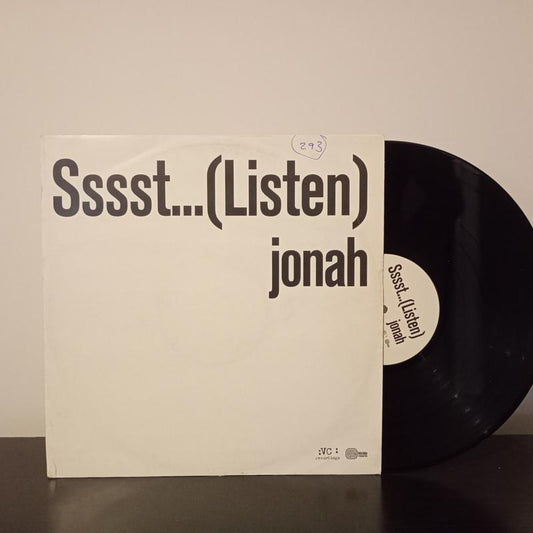 293
Sssst...(Listen)
jonah
:VC :
recordings
Sssst...(Listen)
jonah